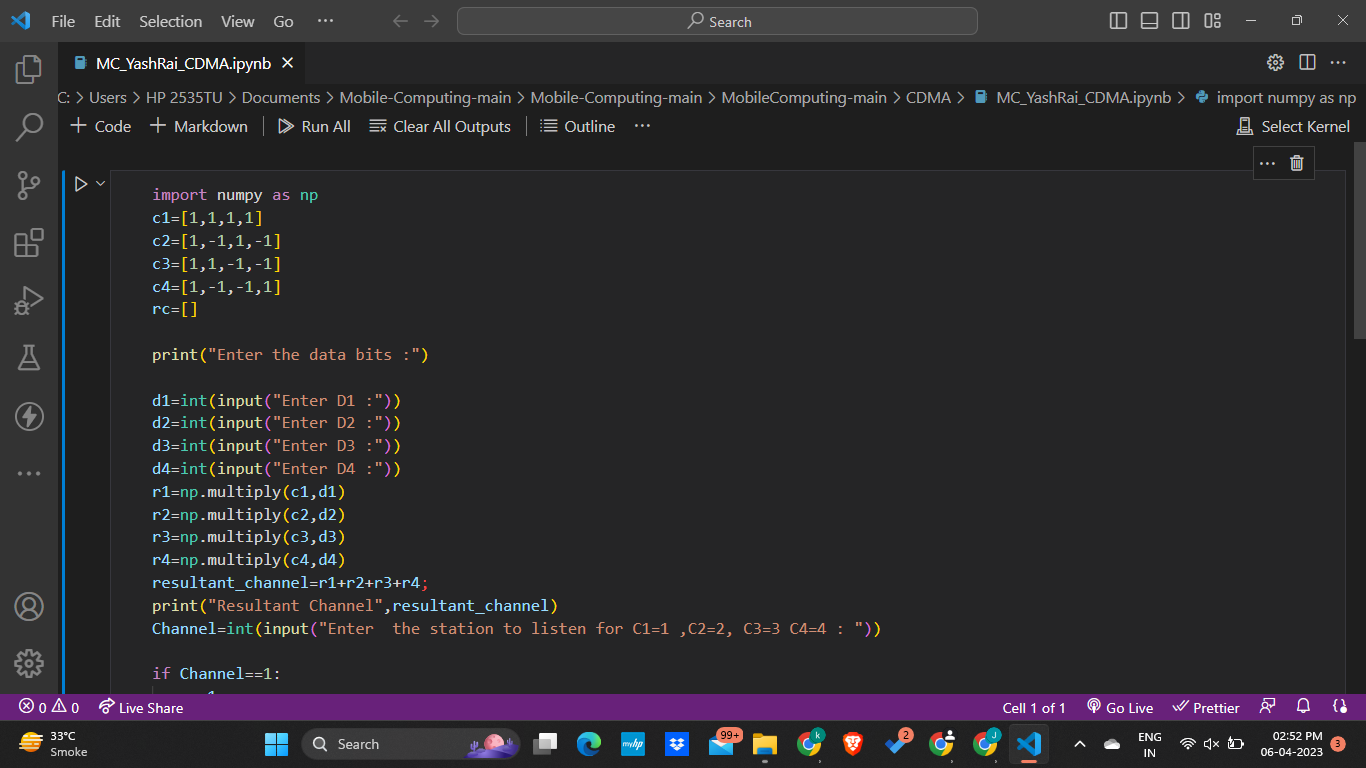 File Edit Selection View Go ... Search
MC_YashRai_CDMA.ipynb
C: > Users > HP 2535TU > Documents > Mobile-Computing-main > Mobile-Computing-main > MobileComputing-main > CDMA > MC_YashRai_CDMA.ipynb > import numpy as np
+ Code + Markdown Run All Clear All Outputs Outline ... Select Kernel
import numpy as np
c1=[1,1,1,1]
c2=[1,-1,1,-1]
c3=[1,1,-1,-1]
c4=[1,-1,-1,1]
rc=[]
print("Enter the data bits :")
d1=int(input("Enter D1 :"))
d2=int(input("Enter D2 :"))
d3=int(input("Enter D3 :"))
d4=int(input("Enter D4 :"))
r1=np.multiply(c1,d1)
r2=np.multiply(c2,d2)
r3=np.multiply(c3,d3)
r4=np.multiply(c4,d4)
resultant_channel=r1+r2+r3+r4;
print("Resultant Channel",resultant_channel)
Channel=int(input("Enter  the station to listen for C1=1 ,C2=2, C3=3 C4=4 : "))
if Channel==1:
0 0 Live Share Cell 1 of 1 Go Live Prettier
33°C
Smoke
Search
myhp
99+
k
2
J
ENG
IN
02:52 PM
06-04-2023
3